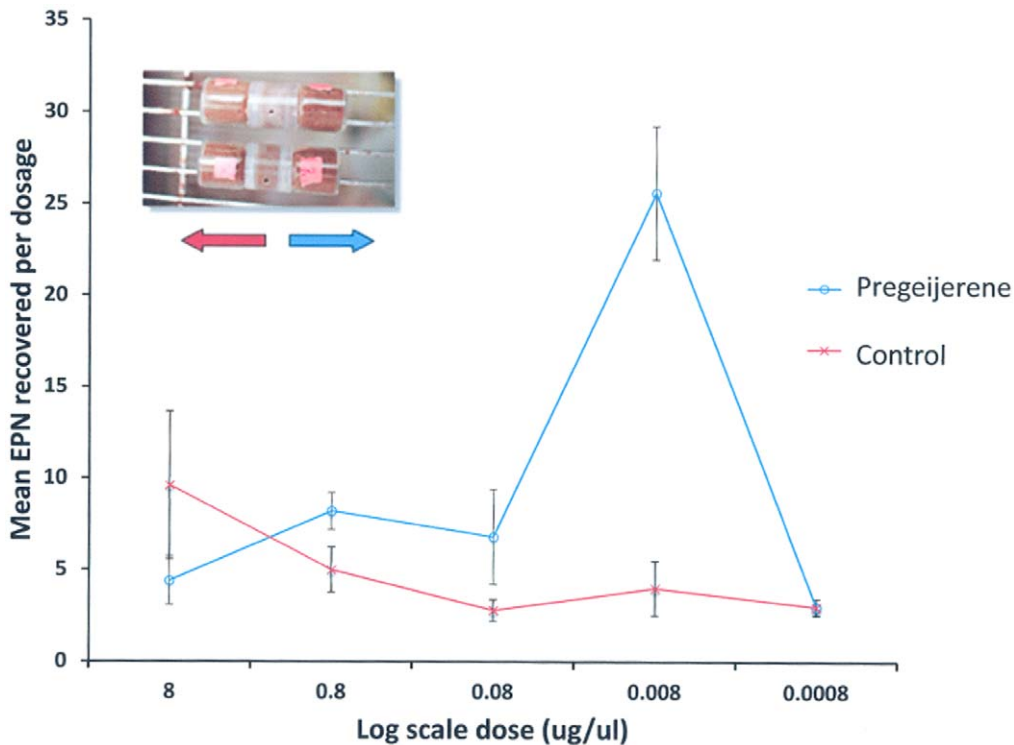 35
30
25
20
15
10
5
0
Mean EPN recovered per dosage
Pregeijerene
Control
8 0.8 0.08 0.008 0.0008
Log scale dose (ug/ul)